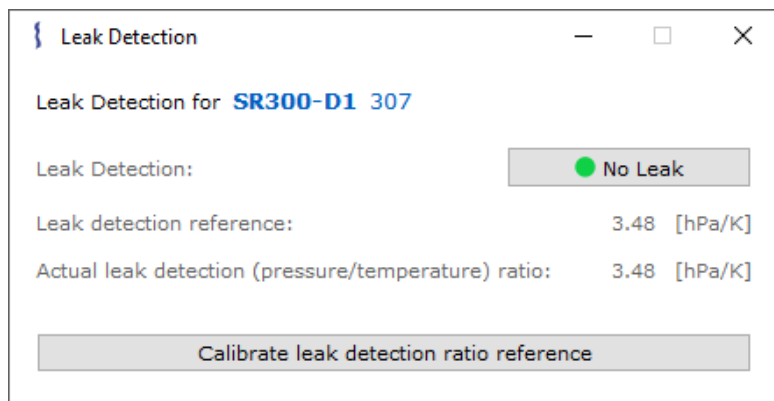 Leak Detection
Leak Detection for SR300-D1 307
Leak Detection: No Leak
Leak detection reference: 3.48 [hPa/K]
Actual leak detection (pressure/temperature) ratio: 3.48 [hPa/K]
Calibrate leak detection ratio reference